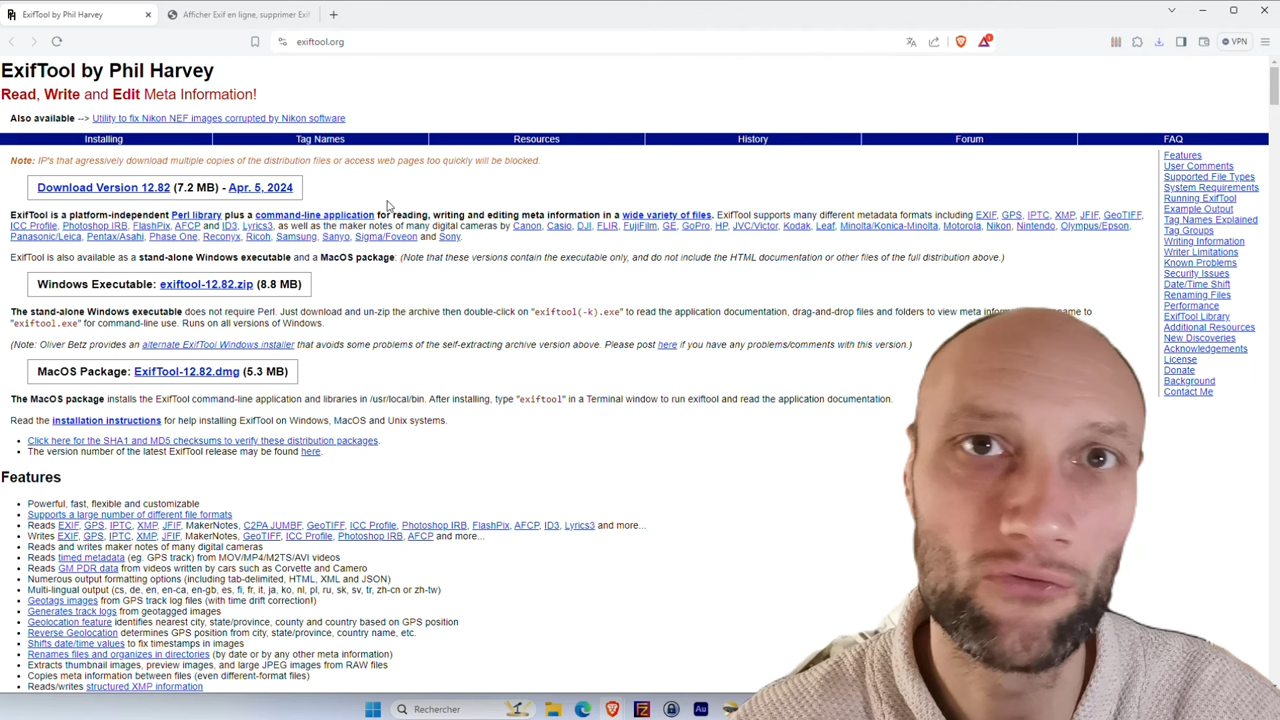 ExifTool by Phil Harvey
Afficher Exif en ligne, supprimer Exif
exiftool.org
VPN
ExifTool by Phil Harvey
Read, Write and Edit Meta Information!
Also available --> Utility to fix Nikon NEF images corrupted by Nikon software
Installing Tag Names Resources History Forum FAQ
Note: IP's that agressively download multiple copies of the distribution files or access web pages too quickly will be blocked.
Download Version 12.82 (7.2 MB) - Apr. 5, 2024
ExifTool is a platform-independent Perl library plus a command-line application for reading, writing and editing meta information in a wide variety of files. ExifTool supports many different metadata formats including EXIF, GPS, IPTC, XMP, JFIF, GeoTIFF,
ICC Profile, Photoshop IRB, FlashPix, AFCP and ID3, Lyrics3, as well as the maker notes of many digital cameras by Canon, Casio, DJI, FLIR, FujiFilm, GE, GoPro, HP, JVC/Victor, Kodak, Leaf, Minolta/Konica-Minolta, Motorola, Nikon, Nintendo, Olympus/Epson,
Panasonic/Leica, Pentax/Asahi, Phase One, Reconyx, Ricoh, Samsung, Sanyo, Sigma/Foveon and Sony.
ExifTool is also available as a stand-alone Windows executable and a MacOS package: (Note that these versions contain the executable only, and do not include the HTML documentation or other files of the full distribution above.)
Windows Executable: exiftool-12.82.zip (8.8 MB)
The stand-alone Windows executable does not require Perl. Just download and un-zip the archive then double-click on "exiftool(-k).exe" to read the application documentation, drag-and-drop files and folders to view meta to
"exiftool.exe" for command-line use. Runs on all versions of Windows.
(Note: Oliver Betz provides an alternate ExifTool Windows installer that avoids some problems of the self-extracting archive version above. Please post here if you have any problems/comments with this version.)
MacOS Package: ExifTool-12.82.dmg (5.3 MB)
The MacOS package installs the ExifTool command-line application and libraries in /usr/local/bin. After installing, type "exiftool" in a Terminal window to run exiftool and read the application documentation.
Read the installation instructions for help installing ExifTool on Windows, MacOS and Unix systems.
Click here for the SHA1 and MD5 checksums to verify these distribution packages.
The version number of the latest ExifTool release may be found here.
Features
Powerful, fast, flexible and customizable
Supports a large number of different file formats
Reads EXIF, GPS, IPTC, XMP, JFIF, MakerNotes, C2PA JUMBF, GeoTIFF, ICC Profile, Photoshop IRB, FlashPix, AFCP, ID3, Lyrics3 and more...
Writes EXIF, GPS, IPTC, XMP, JFIF, MakerNotes, GeoTIFF, ICC Profile, Photoshop IRB, AFCP and more...
Reads and writes maker notes of many digital cameras
Reads timed metadata (eg. GPS track) from MOV/MP4/M2TS/AVI videos
Reads GM PDR data from videos written by cars such as Corvette and Camero
Numerous output formatting options (including tab-delimited, HTML, XML and JSON)
Multi-lingual output (cs, de, en, en-ca, en-gb, es, fi, fr, it, ja, ko, nl, pl, ru, sk, sv, tr, zh-cn or zh-tw)
Geotags images from GPS track log files (with time drift correction!)
Generates track logs from geotagged images
Geolocation feature identifies nearest city, state/province, county and country based on GPS position
Reverse Geolocation determines GPS position from city, state/province, country name, etc.
Shifts date/time values to fix timestamps in images
Renames files and organizes in directories (by date or by any other meta information)
Extracts thumbnail images, preview images, and large JPEG images from RAW files
Copies meta information between files (even different-format files)
Reads/writes structured XMP information
Features
User Comments
Supported File Types
System Requirements
Running ExifTool
Example Output
Tag Names Explained
Tag Groups
Writing Information
Writer Limitations
Known Problems
Security Issues
Date/Time Shift
Renaming Files
Performance
ExifTool Library
Additional Resources
New Discoveries
Acknowledgements
License
Donate
Background
Contact Me
Rechercher
Au